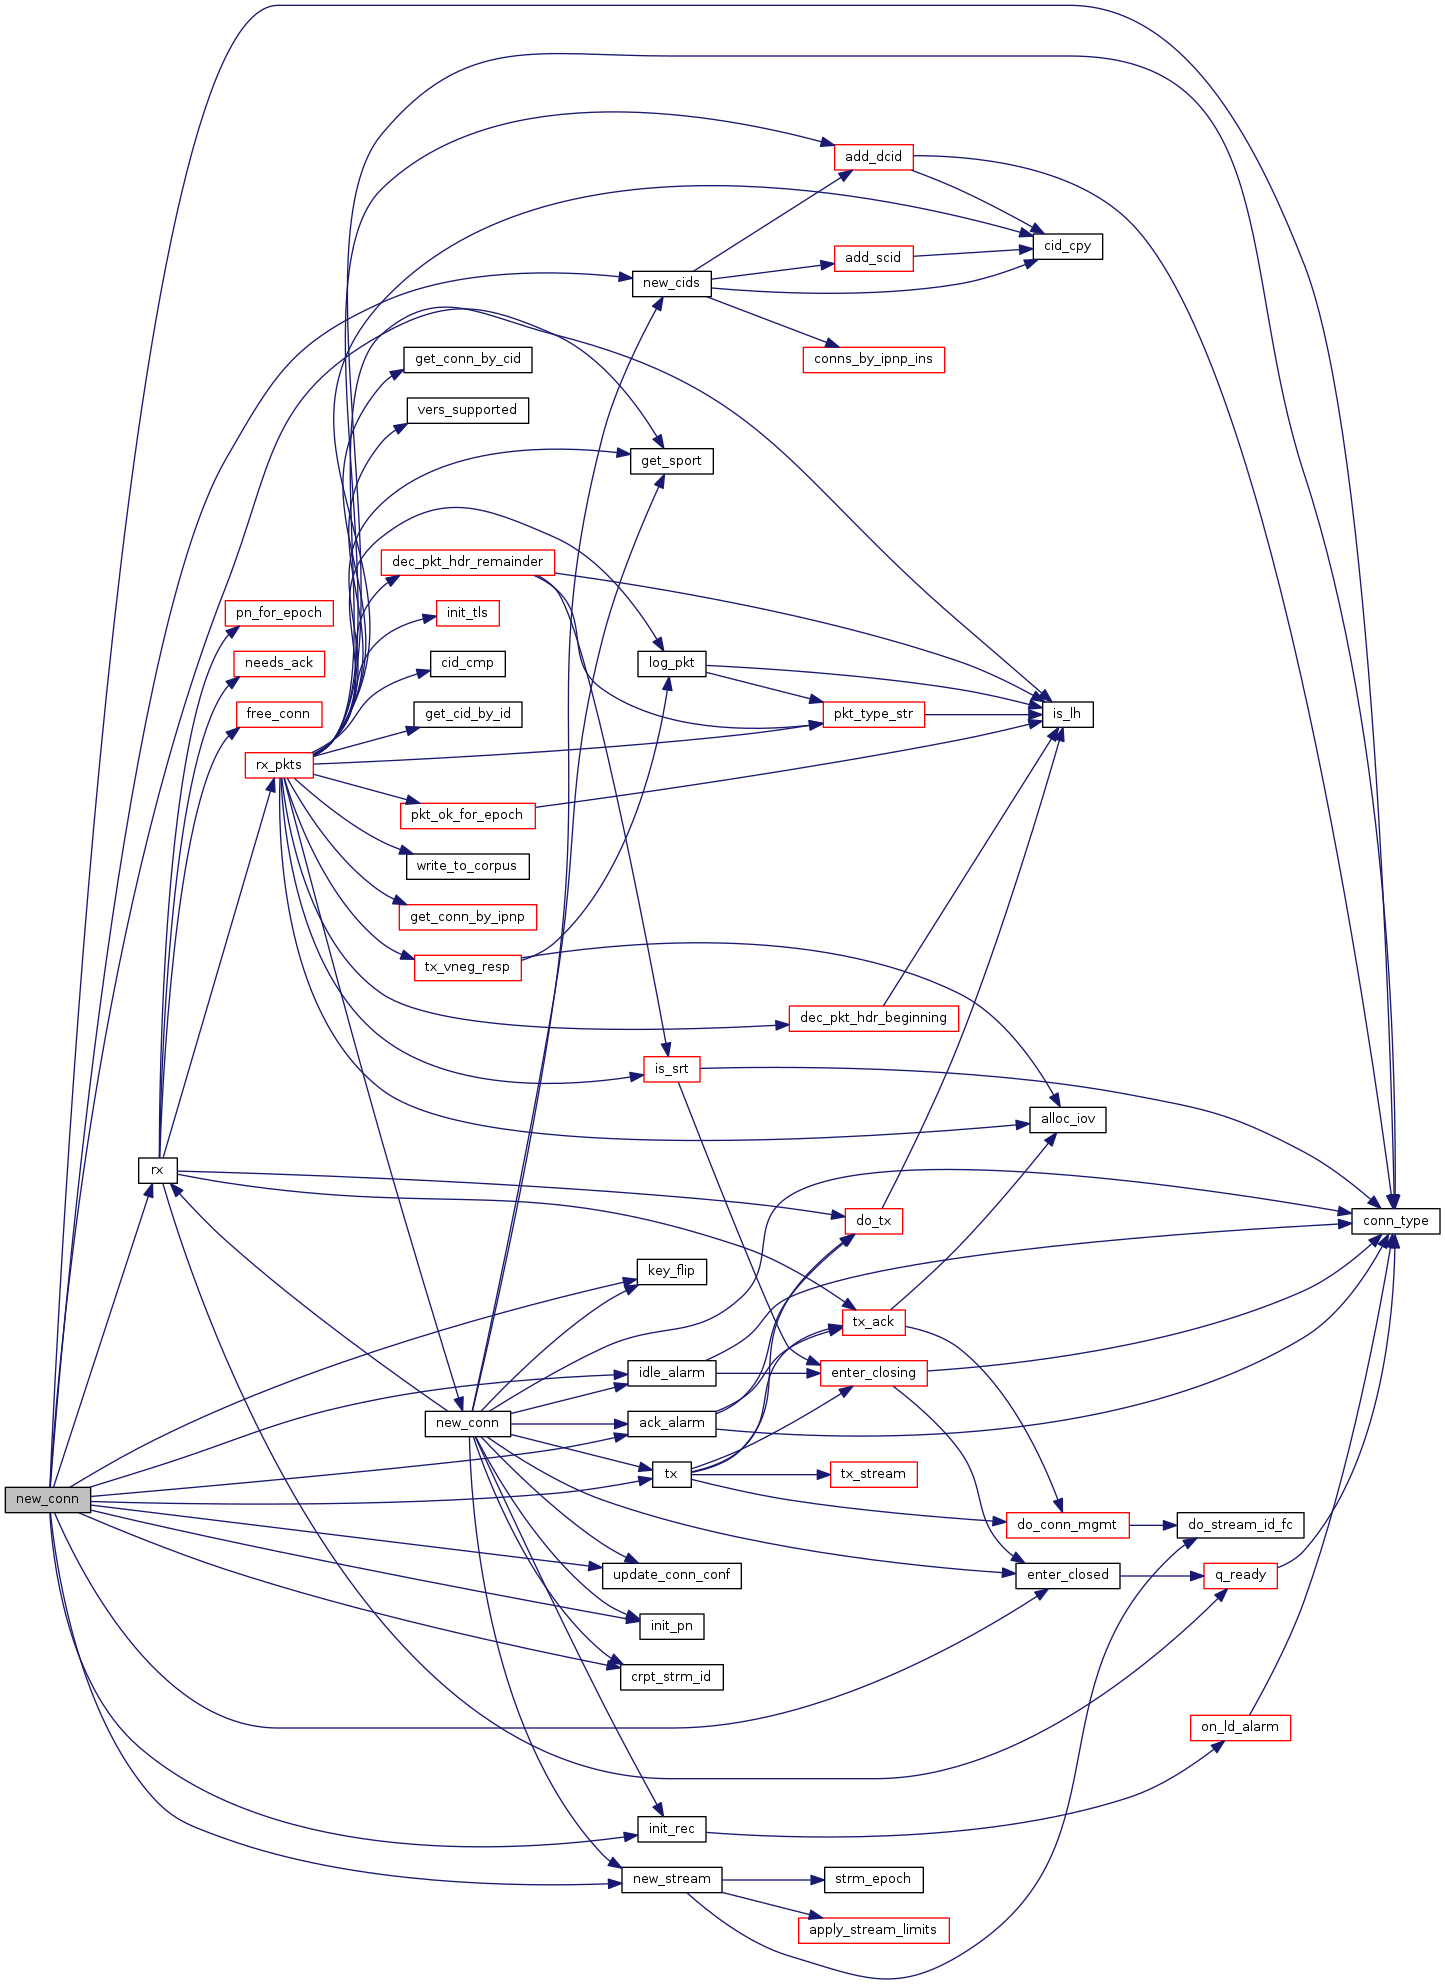 add_dcid
cid_cpy
add_scid
new_cids
conns_by_ipnp_ins
get_conn_by_cid
vers_supported
get_sport
dec_pkt_hdr_remainder
pn_for_epoch
init_tls
needs_ack
cid_cmp
log_pkt
free_conn
get_cid_by_id
pkt_type_str
is_lh
rx_pkts
pkt_ok_for_epoch
write_to_corpus
get_conn_by_ipnp
tx_vneg_resp
dec_pkt_hdr_beginning
is_srt
alloc_iov
rx
do_tx
conn_type
key_flip
tx_ack
idle_alarm
enter_closing
new_conn
ack_alarm
tx
tx_stream
new_conn
do_conn_mgmt
do_stream_id_fc
update_conn_conf
enter_closed
q_ready
init_pn
crpt_strm_id
on_ld_alarm
init_rec
new_stream
strm_epoch
apply_stream_limits